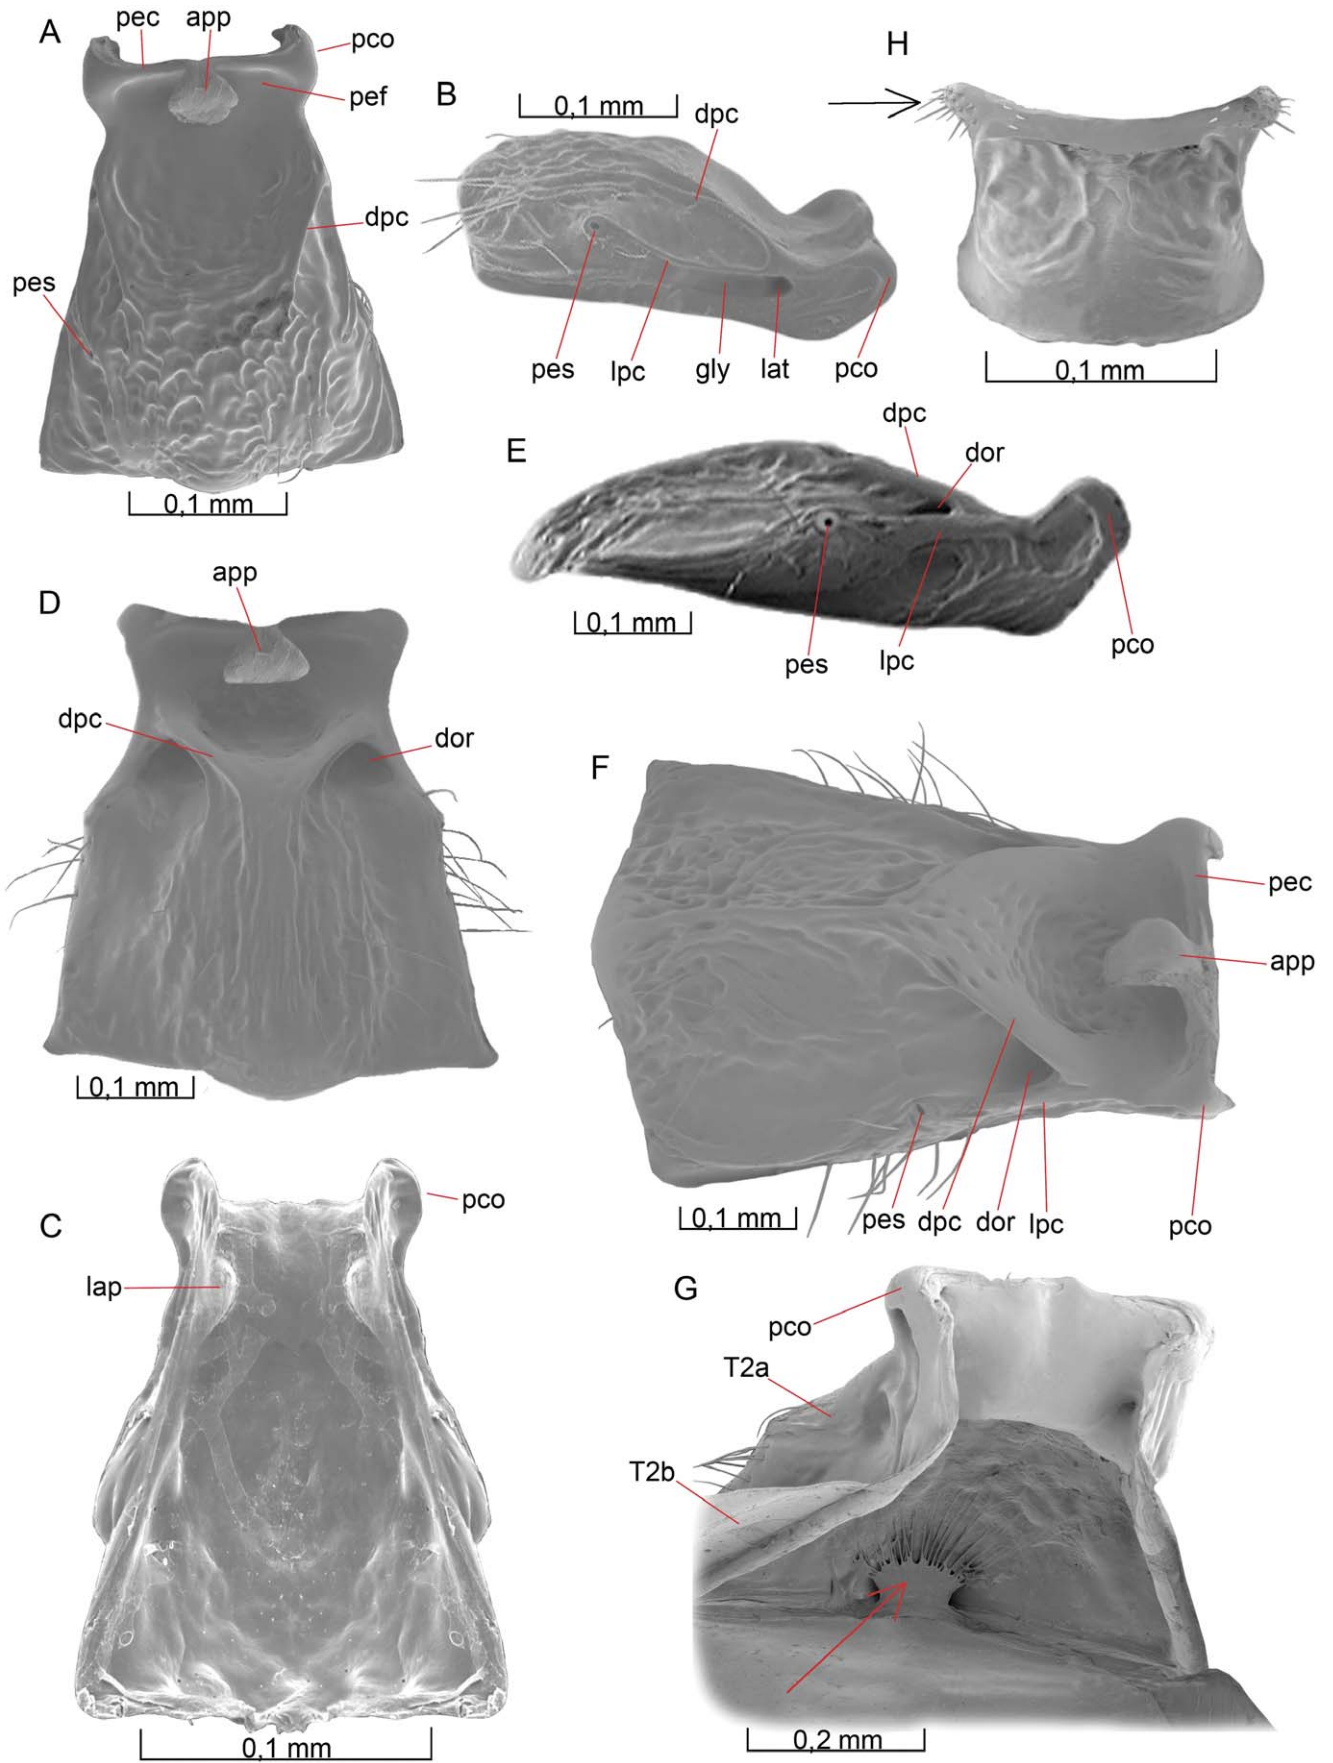 A
pec
app
pco
pef
dpc
pes
0,1 mm
B
0,1 mm
dpc
pes
lpc
gly
lat
pco
H
0,1 mm
E
dpc
dor
pes
lpc
pco
0,1 mm
D
app
dpc
dor
0,1 mm
F
pec
app
pes
dpc
dor
lpc
pco
0,1 mm
C
pco
lap
0,1 mm
G
pco
T2a
T2b
0,2 mm